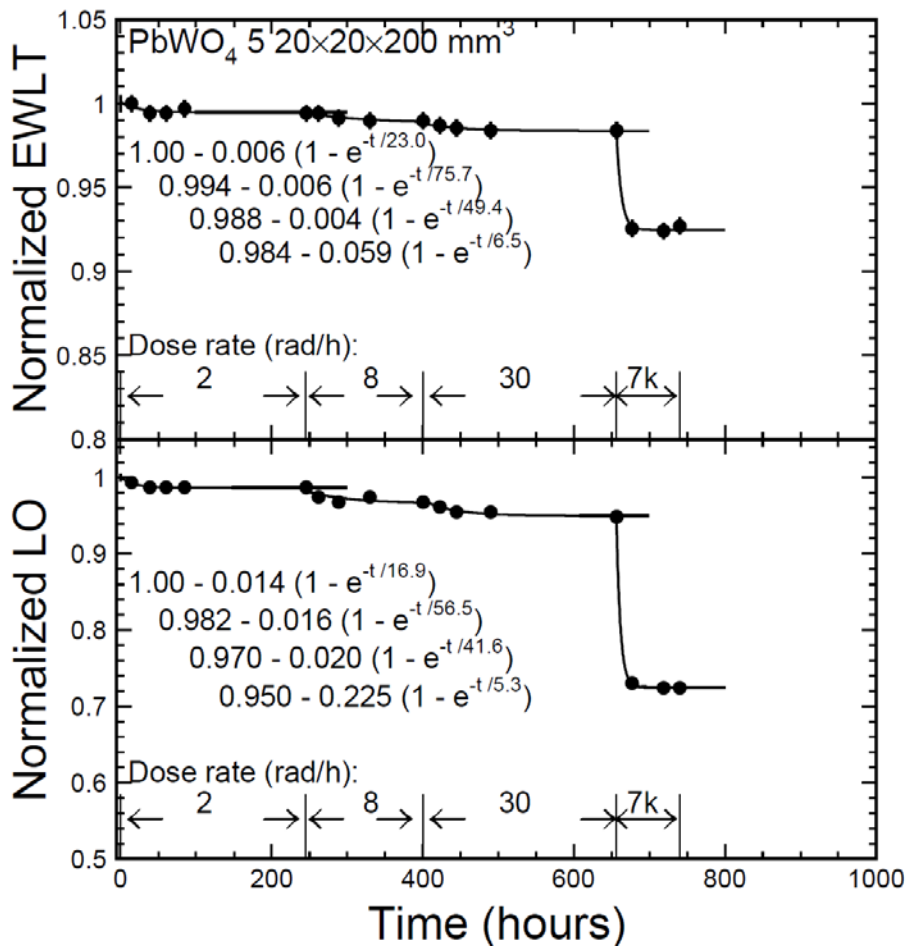 Normalized EWLT
1.05
1
0.95
0.9
0.85
0.8
PbWO₄ 5 20×20×200 mm³
1.00 - 0.006 (1 - e^{-t /23.0})
0.994 - 0.006 (1 - e^{-t /75.7})
0.988 - 0.004 (1 - e^{-t /49.4})
0.984 - 0.059 (1 - e^{-t /6.5})
Dose rate (rad/h):
2 8 30 7k
Normalized LO
1
0.9
0.8
0.7
0.6
0.5
1.00 - 0.014 (1 - e^{-t /16.9})
0.982 - 0.016 (1 - e^{-t /56.5})
0.970 - 0.020 (1 - e^{-t /41.6})
0.950 - 0.225 (1 - e^{-t /5.3})
Dose rate (rad/h):
2 8 30 7k
0 200 400 600 800 1000
Time (hours)